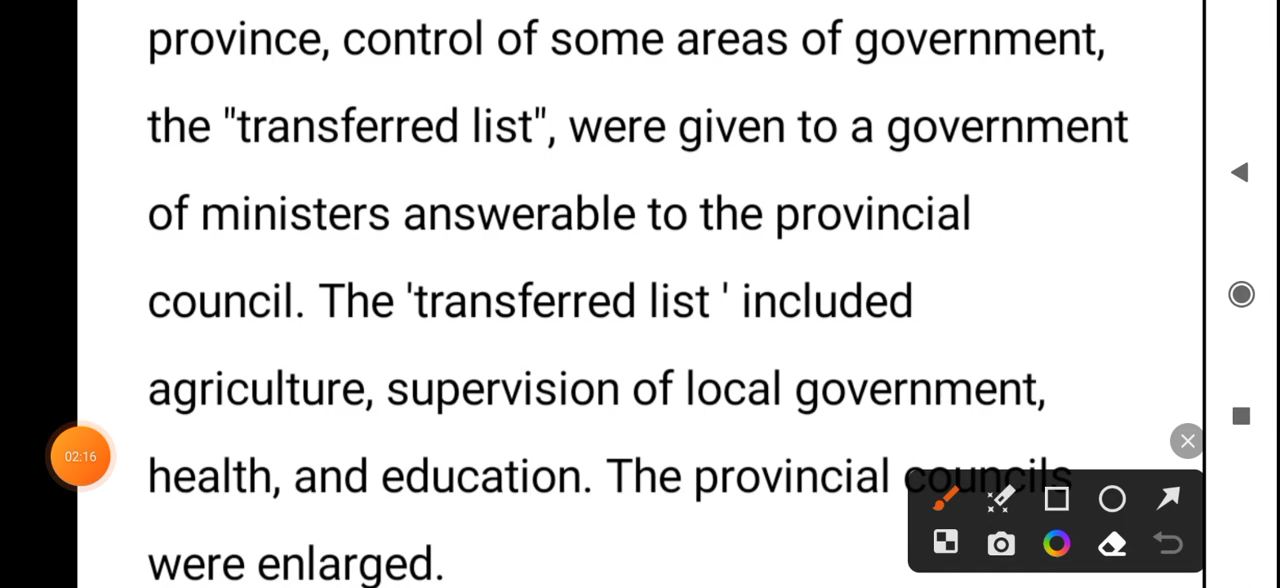 province, control of some areas of government,
the "transferred list", were given to a government
of ministers answerable to the provincial
council. The 'transferred list ' included
agriculture, supervision of local government,
health, and education. The provincial councils
were enlarged.
02:16